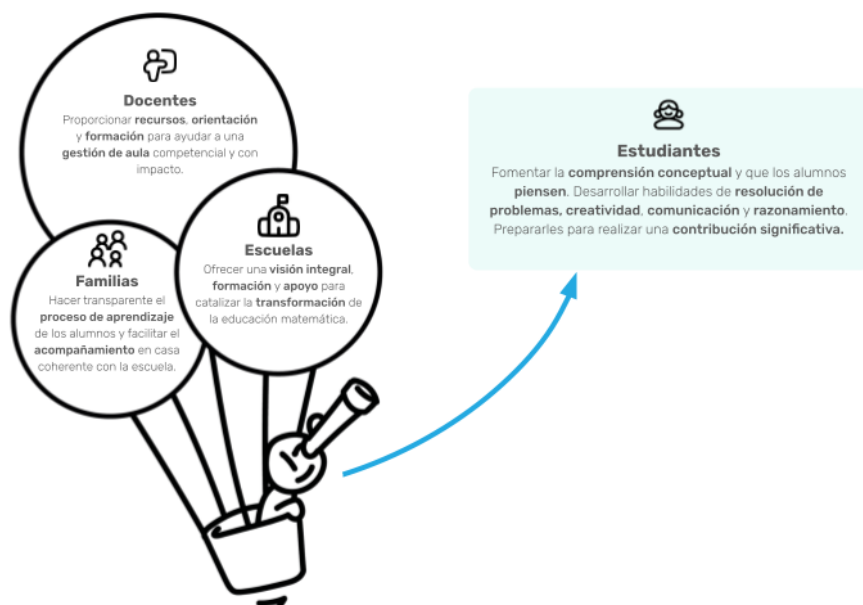 Docentes
Proporcionar recursos, orientación
y formación para ayudar a una
gestión de aula competencial y con
impacto.
Escuelas
Ofrecer una visión integral,
formación y apoyo para
catalizar la transformación de
la educación matemática.
Familias
Hacer transparente el
proceso de aprendizaje
de los alumnos y facilitar el
acompañamiento en casa
coherente con la escuela.
Estudiantes
Fomentar la comprensión conceptual y que los alumnos
piensen. Desarrollar habilidades de resolución de
problemas, creatividad, comunicación y razonamiento.
Prepararles para realizar una contribución significativa.